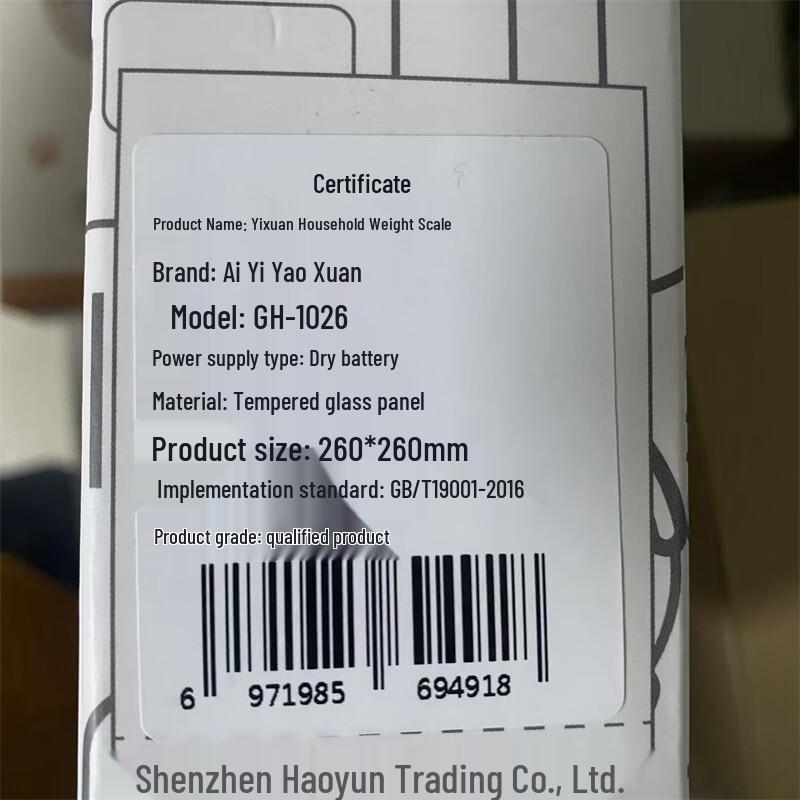 Certificate
Product Name: Yixuan Household Weight Scale
Brand: Ai Yi Yao Xuan
Model: GH-1026
Power supply type: Dry battery
Material: Tempered glass panel
Product size: 260*260mm
Implementation standard: GB/T19001-2016
Product grade: qualified product
6 971985 694918
Shenzhen Haoyun Trading Co., Ltd.